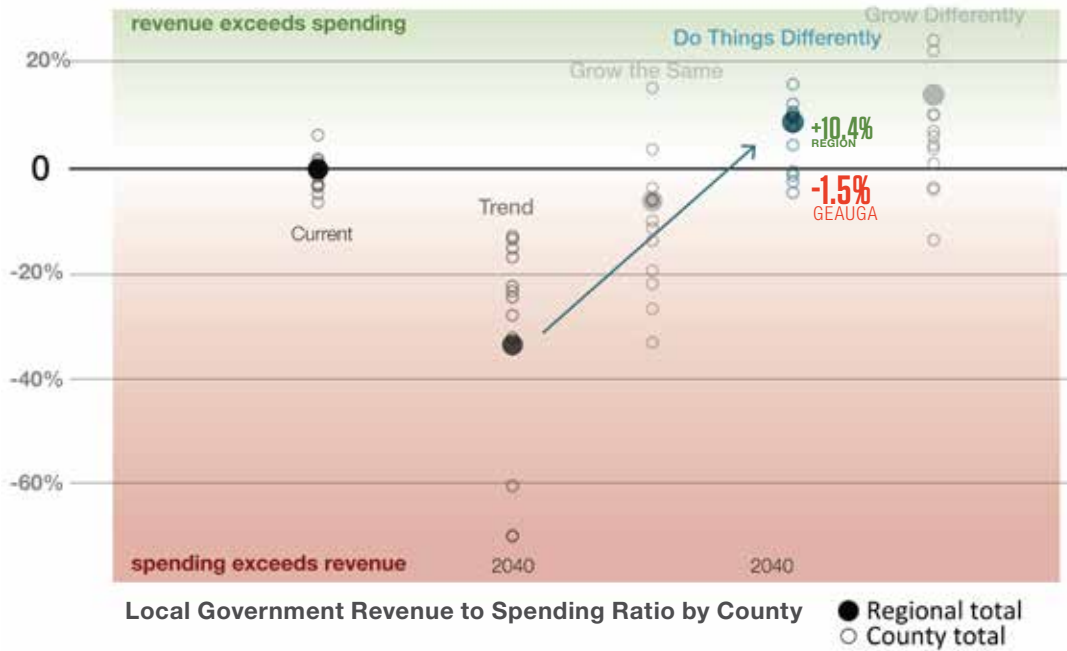 revenue exceeds spending
Grow Differently
Do Things Differently
20%
Grow the Same
+10.4%
REGION
0
-1.5%
GEAUGA
Trend
Current
-20%
-40%
-60%
spending exceeds revenue
2040
2040
Local Government Revenue to Spending Ratio by County
Regional total
County total